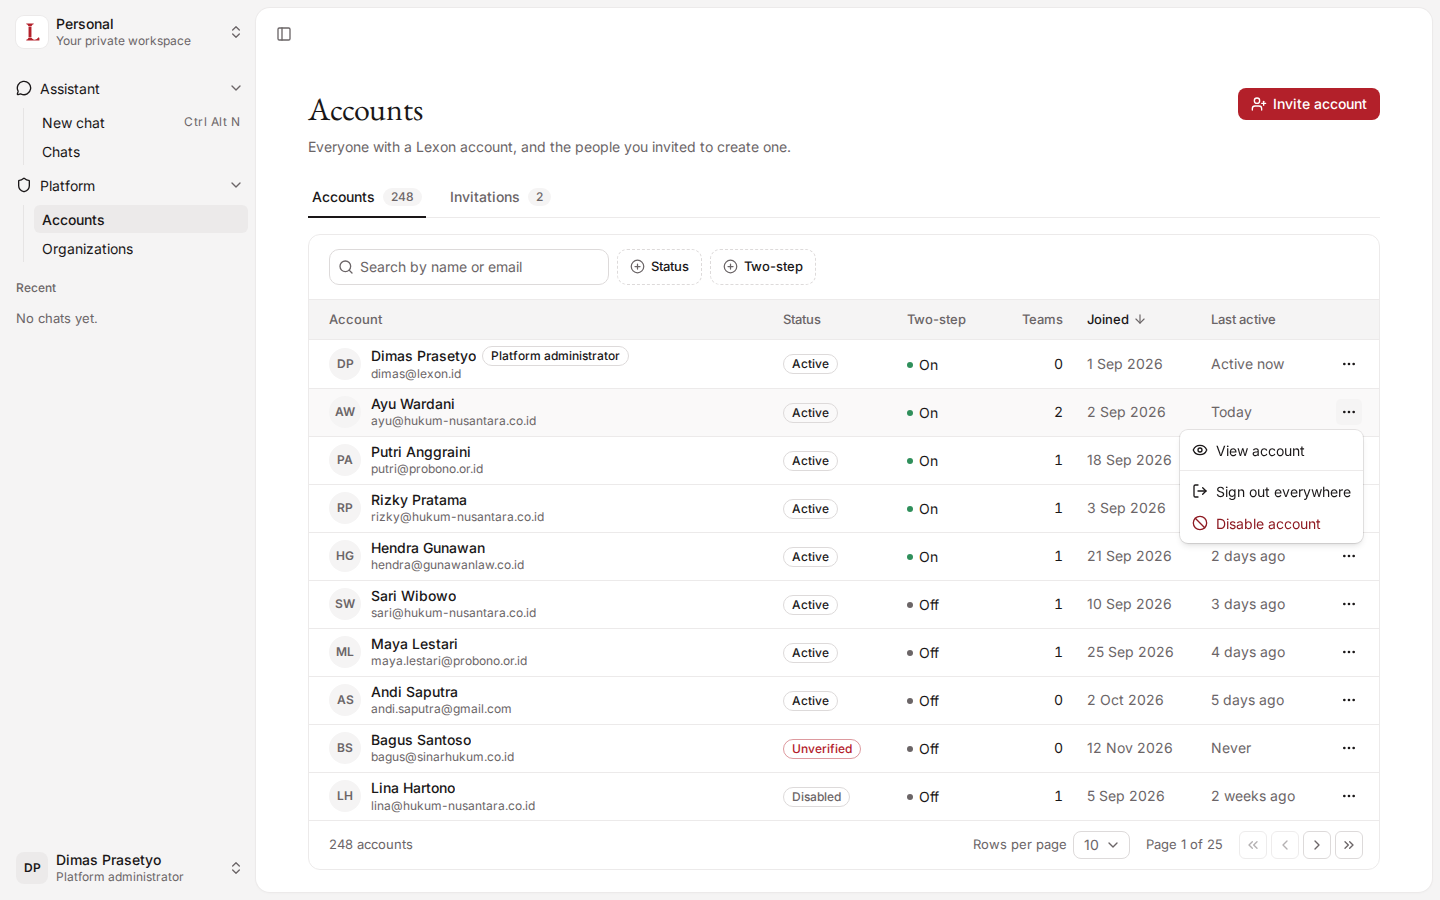 L
Personal
Your private workspace
Assistant
New chat Ctrl Alt N
Chats
Platform
Accounts
Organizations
Recent
No chats yet.
DP
Dimas Prasetyo
Platform administrator
Accounts
Invite account
Everyone with a Lexon account, and the people you invited to create one.
Accounts 248 Invitations 2
Search by name or email Status Two-step
Account Status Two-step Teams Joined Last active
DP Dimas Prasetyo Platform administrator Active On 0 1 Sep 2026 Active now
dimas@lexon.id
AW Ayu Wardani Active On 2 2 Sep 2026 Today
ayu@hukum-nusantara.co.id
PA Putri Anggraini Active On 1 18 Sep 2026
putri@probono.or.id
RP Rizky Pratama Active On 1 3 Sep 2026
rizky@hukum-nusantara.co.id
View account
Sign out everywhere
Disable account
HG Hendra Gunawan Active On 1 21 Sep 2026 2 days ago
hendra@gunawanlaw.co.id
SW Sari Wibowo Active Off 1 10 Sep 2026 3 days ago
sari@hukum-nusantara.co.id
ML Maya Lestari Active Off 1 25 Sep 2026 4 days ago
maya.lestari@probono.or.id
AS Andi Saputra Active Off 0 2 Oct 2026 5 days ago
andi.saputra@gmail.com
BS Bagus Santoso Unverified Off 0 12 Nov 2026 Never
bagus@sinarhukum.co.id
LH Lina Hartono Disabled Off 1 5 Sep 2026 2 weeks ago
lina@hukum-nusantara.co.id
248 accounts Rows per page 10 Page 1 of 25